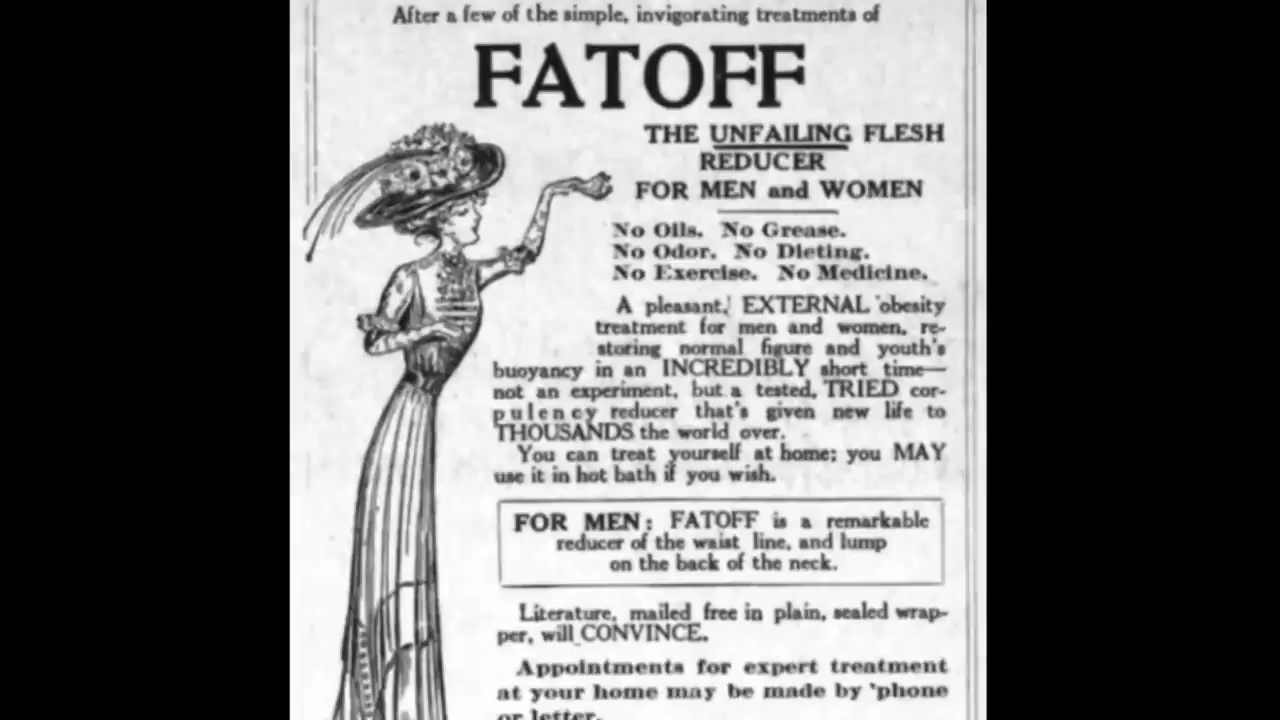 After a few of the simple, invigorating treatments of
FATOFF
THE UNFAILING FLESH
REDUCER
FOR MEN and WOMEN
No Oils. No Grease.
No Odor. No Dieting.
No Exercise. No Medicine.
A pleasant, EXTERNAL obesity
treatment for men and women, re-
storing normal figure and youth's
buoyancy in an INCREDIBLY short time—
not an experiment, but a tested, TRIED cor-
pulency reducer that's given new life to
THOUSANDS the world over.
You can treat yourself at home; you MAY
use it in hot bath if you wish.
FOR MEN: FATOFF is a remarkable
reducer of the waist line, and lump
on the back of the neck.
Literature, mailed free in plain, sealed wrap-
per, will CONVINCE.
Appointments for expert treatment
at your home may be made by 'phone
or letter.